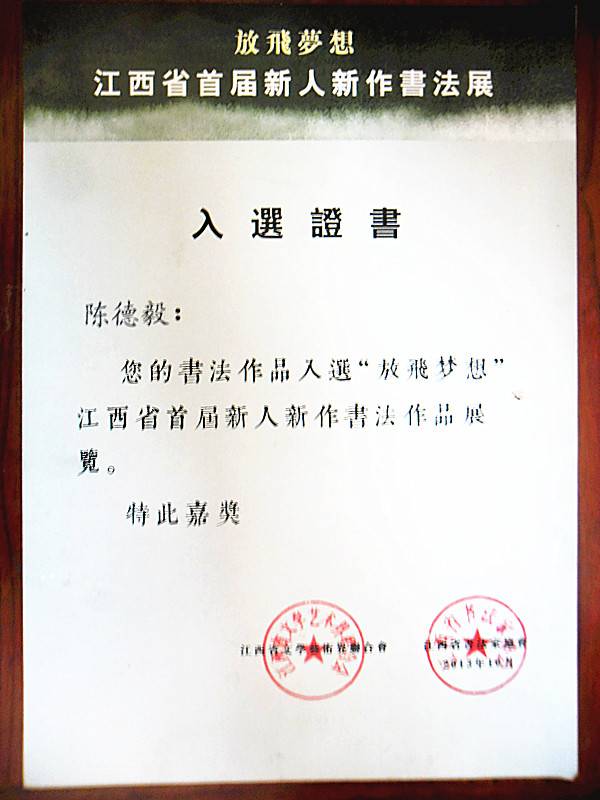 放飛夢想
江西省首届新人新作書法展
入選證書
陈德毅：
您的書法作品入選“放飛梦想”
江西省首届新人新作書法作品展
覽。
特此嘉奖
江西省文學藝術界聯合會
江西省書法家協會
2013年10月